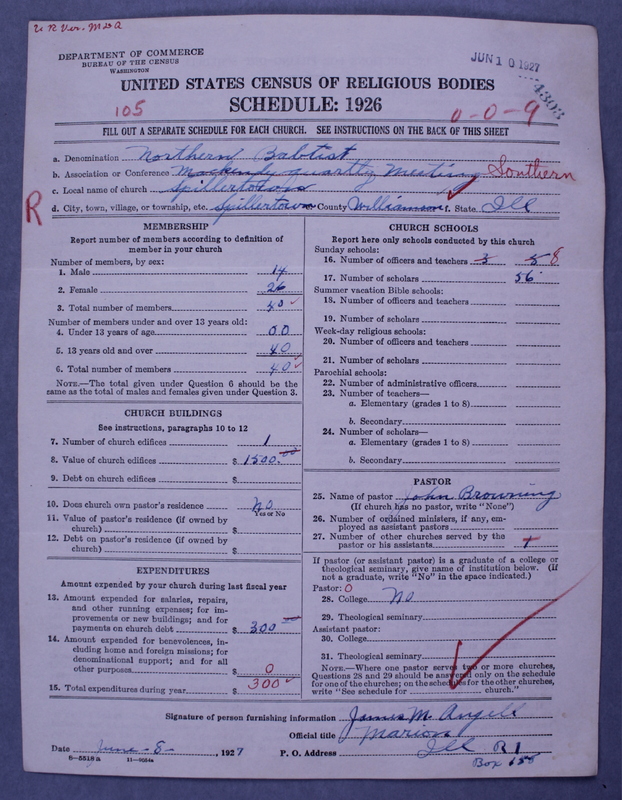 U R Ver. M & A
DEPARTMENT OF COMMERCE
BUREAU OF THE CENSUS
WASHINGTON
JUN 10 1927
4303
UNITED STATES CENSUS OF RELIGIOUS BODIES
SCHEDULE: 1926
105
0-0-9
FILL OUT A SEPARATE SCHEDULE FOR EACH CHURCH. SEE INSTRUCTIONS ON THE BACK OF THIS SHEET
a. Denomination Northern Babtist
b. Association or Conference quartly Meeting Southern
c. Local name of church Spillertown
R
d. City, town, village, or township, etc. Spillertown e. County Williamson f. State Ill
MEMBERSHIP
Report number of members according to definition of
member in your church
Number of members, by sex:
1. Male 14
2. Female 26
3. Total number of members 40
Number of members under and over 13 years old:
4. Under 13 years of age 00
5. 13 years old and over 40
6. Total number of members 40
NOTE.—The total given under Question 6 should be the
same as the total of males and females given under Question 3.
CHURCH BUILDINGS
See instructions, paragraphs 10 to 12
7. Number of church edifices 1
8. Value of church edifices $ 1500.00
9. Debt on church edifices $
10. Does church own pastor's residence No
Yes or No
11. Value of pastor's residence (if owned by
church) $
12. Debt on pastor's residence (if owned by
church) $
EXPENDITURES
Amount expended by your church during last fiscal year
13. Amount expended for salaries, repairs,
and other running expenses; for im-
provements or new buildings; and for
payments on church debt $ 300
14. Amount expended for benevolences, in-
cluding home and foreign missions; for
denominational support; and for all
other purposes $ 0
15. Total expenditures during year $ 300
CHURCH SCHOOLS
Report here only schools conducted by this church
Sunday schools:
16. Number of officers and teachers 3 5 8
17. Number of scholars 56
Summer vacation Bible schools:
18. Number of officers and teachers
19. Number of scholars
Week-day religious schools:
20. Number of officers and teachers
21. Number of scholars
Parochial schools:
22. Number of administrative officers
23. Number of teachers—
a. Elementary (grades 1 to 8)
b. Secondary
24. Number of scholars—
a. Elementary (grades 1 to 8)
b. Secondary
PASTOR
25. Name of pastor John Browning
(If church has no pastor, write "None")
26. Number of ordained ministers, if any, em-
ployed as assistant pastors
27. Number of other churches served by the
pastor or his assistants 1
If pastor (or assistant pastor) is a graduate of a college or
theological seminary, give name of institution below. (If
not a graduate, write "No" in the space indicated.)
Pastor: 0
28. College No
29. Theological seminary
Assistant pastor:
30. College
31. Theological seminary
NOTE.—Where one pastor serves two or more churches,
Questions 28 and 29 should be answered only on the schedule
for one of the churches; on the schedules for the other churches,
write "See schedule for church."
Signature of person furnishing information James M. Angell
Official title
Date June-8-, 1927 P. O. Address Marion Ill R 1
Box 155
8-5518 a 11-9054a